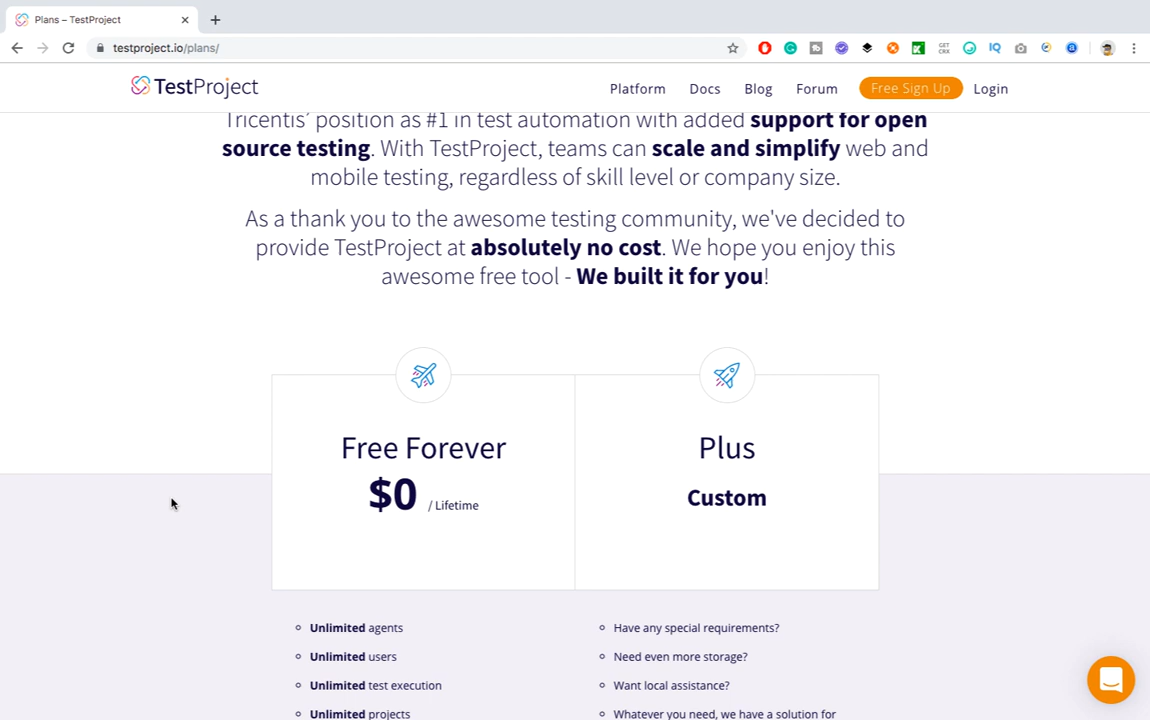 Plans – TestProject
testproject.io/plans/
GET
CRX
IQ
TestProject
Platform
Docs
Blog
Forum
Free Sign Up
Login
Tricentis' position as #1 in test automation with added support for open
source testing. With TestProject, teams can scale and simplify web and
mobile testing, regardless of skill level or company size.
As a thank you to the awesome testing community, we've decided to
provide TestProject at absolutely no cost. We hope you enjoy this
awesome free tool - We built it for you!
Free Forever
$0 / Lifetime
Plus
Custom
Unlimited agents
Unlimited users
Unlimited test execution
Unlimited projects
Have any special requirements?
Need even more storage?
Want local assistance?
Whatever you need, we have a solution for